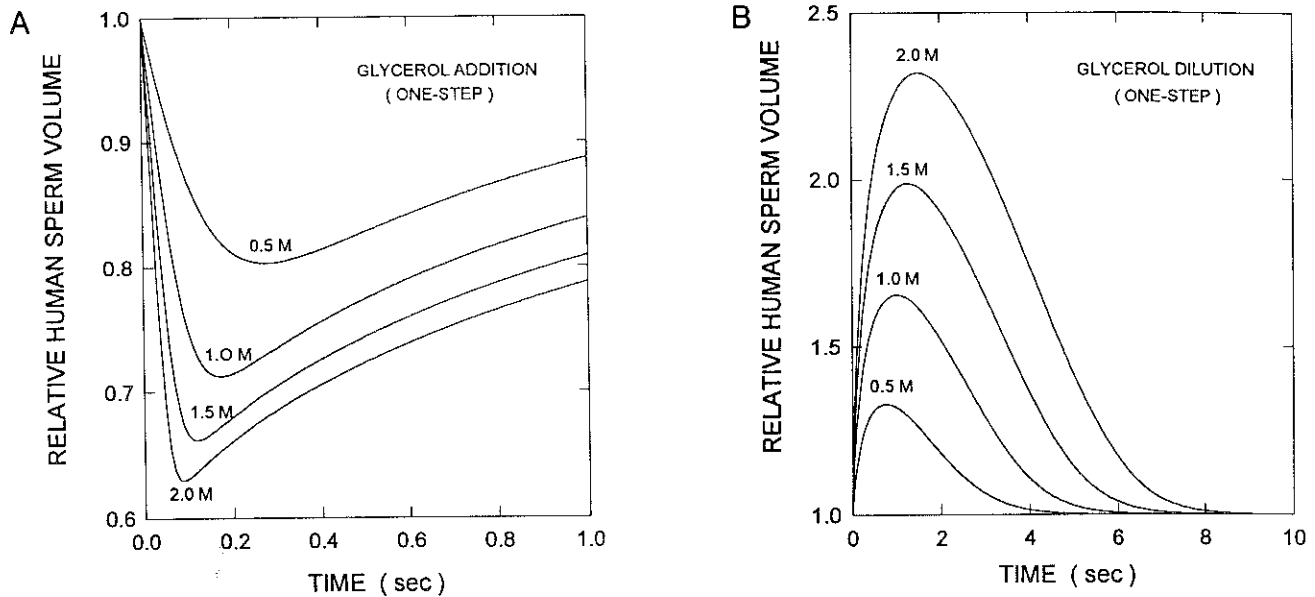 A
RELATIVE HUMAN SPERM VOLUME
1.0
0.9
0.8
0.7
0.6
GLYCEROL ADDITION
( ONE-STEP )
0.5 M
1.O M
1.5 M
2.0 M
0.0
0.2
0.4
0.6
0.8
1.0
TIME ( sec )
B
RELATIVE HUMAN SPERM VOLUME
2.5
2.0
1.5
1.0
GLYCEROL DILUTION
( ONE-STEP )
2.0 M
1.5 M
1.0 M
0.5 M
0
2
4
6
8
10
TIME ( sec )